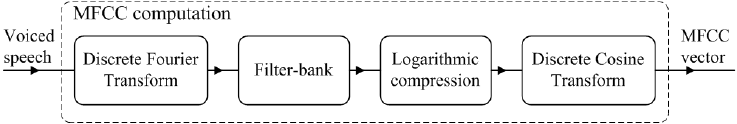 MFCC computation
Voiced
speech
Discrete Fourier
Transform
Filter-bank
Logarithmic
compression
Discrete Cosine
Transform
MFCC
vector